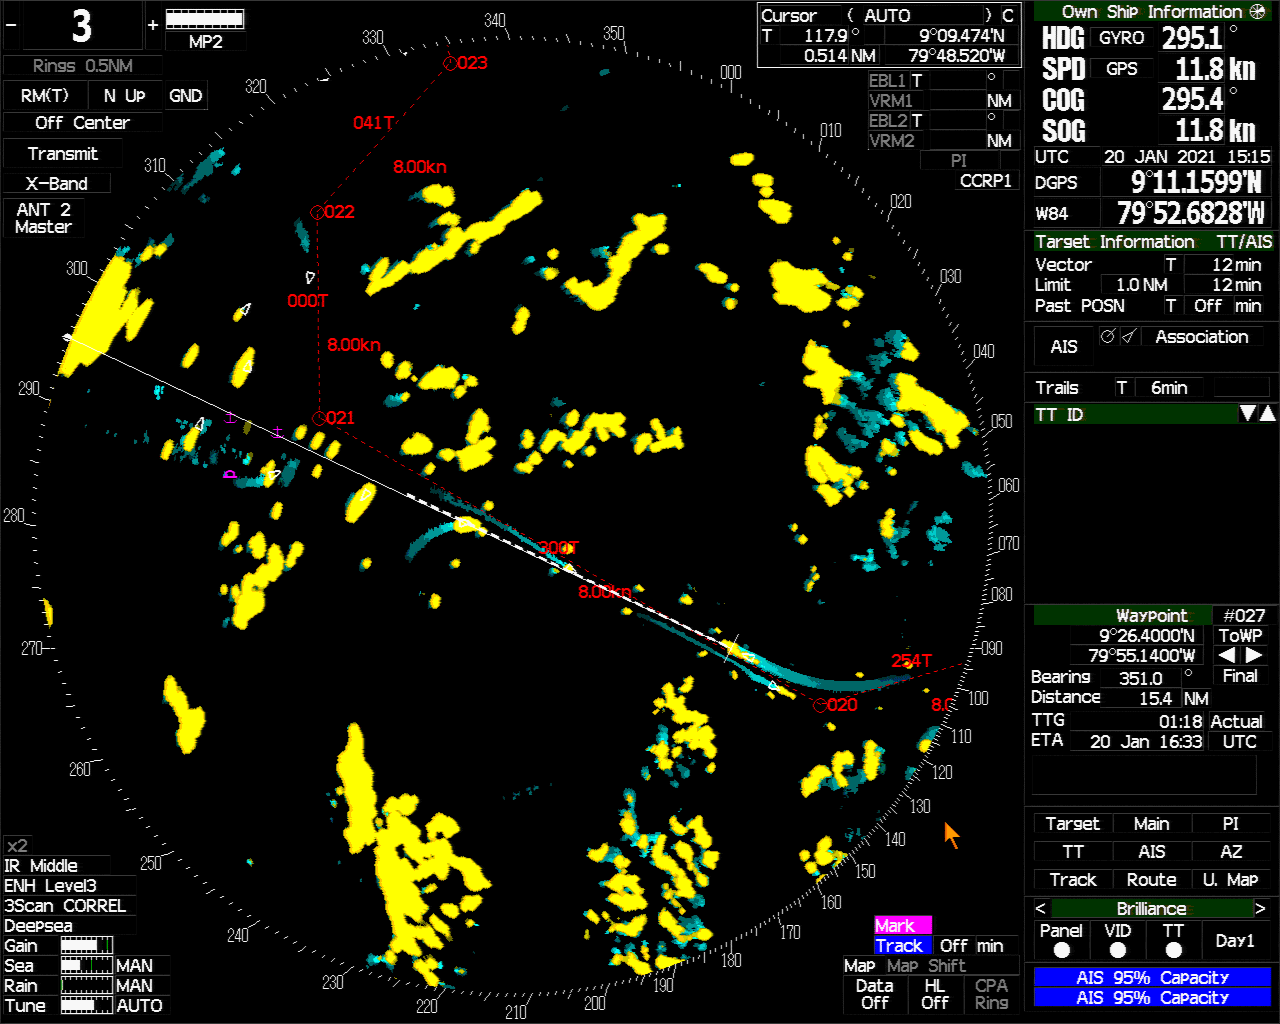 - 3 +
MP2
Rings 0.5NM
RM(T) N Up GND
Off Center
Transmit
X-Band
ANT 2
Master
Cursor ( AUTO ) C
T 117.9° 9°09.474'N
0.514 NM 79°48.520'W
EBL1 T °
VRM1 NM
EBL2 T °
VRM2 NM
PI
CCRP1
340
330
350
320
000
310
010
300
020
290
030
280
040
270
050
260
060
250
070
240
080
230
090
220
100
210
110
200
120
190
130
180
140
170
150
160
023
041T
8.00kn
022
000T
8.00kn
021
300T
8.00kn
254T
020
8.0
x2
IR Middle
ENH Level3
3Scan CORREL
Deepsea
Gain
Sea MAN
Rain MAN
Tune AUTO
Mark
Track Off min
Map Map Shift
Data Off
HL Off
CPA Ring
Own Ship Information
HDG GYRO 295.1°
SPD GPS 11.8 kn
COG 295.4°
SOG 11.8 kn
UTC 20 JAN 2021 15:15
DGPS 9°11.1599'N
W84 79°52.6828'W
Target Information TT/AIS
Vector T 12 min
Limit 1.0 NM 12 min
Past POSN T Off min
AIS Association
Trails T 6min
TT ID ▼▲
Waypoint #027
9°26.4000'N ToWP
79°55.1400'W ◀ ▶
Bearing 351.0° Final
Distance 15.4 NM
TTG 01:18 Actual
ETA 20 Jan 16:33 UTC
Target Main PI
TT AIS AZ
Track Route U. Map
< Brilliance >
Panel VID TT Day1
AIS 95% Capacity
AIS 95% Capacity